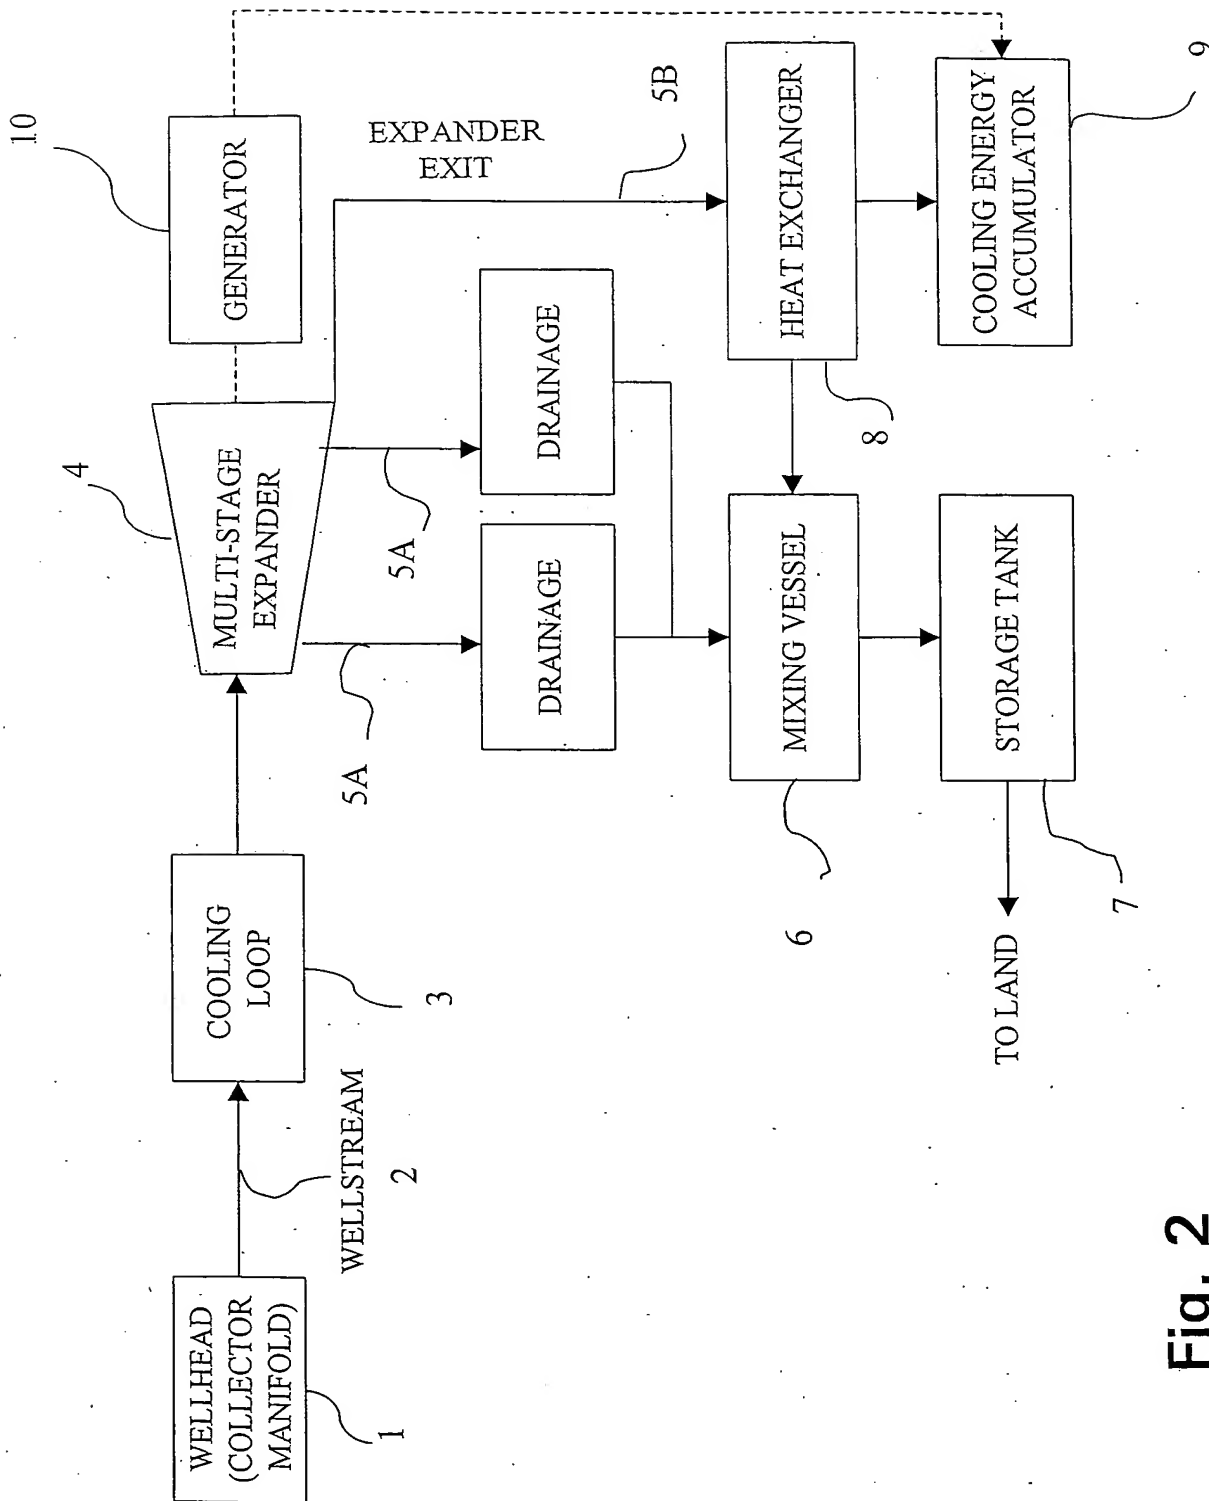 10
GENERATOR
4
MULTI-STAGE
EXPANDER
COOLING
LOOP
3
WELLSTREAM
2
WELLHEAD
(COLLECTOR
MANIFOLD)
1
EXPANDER
EXIT
5B
5A
5A
DRAINAGE
DRAINAGE
HEAT EXCHANGER
8
MIXING VESSEL
6
COOLING ENERGY
ACCUMULATOR
9
STORAGE TANK
7
TO LAND
Fig. 2